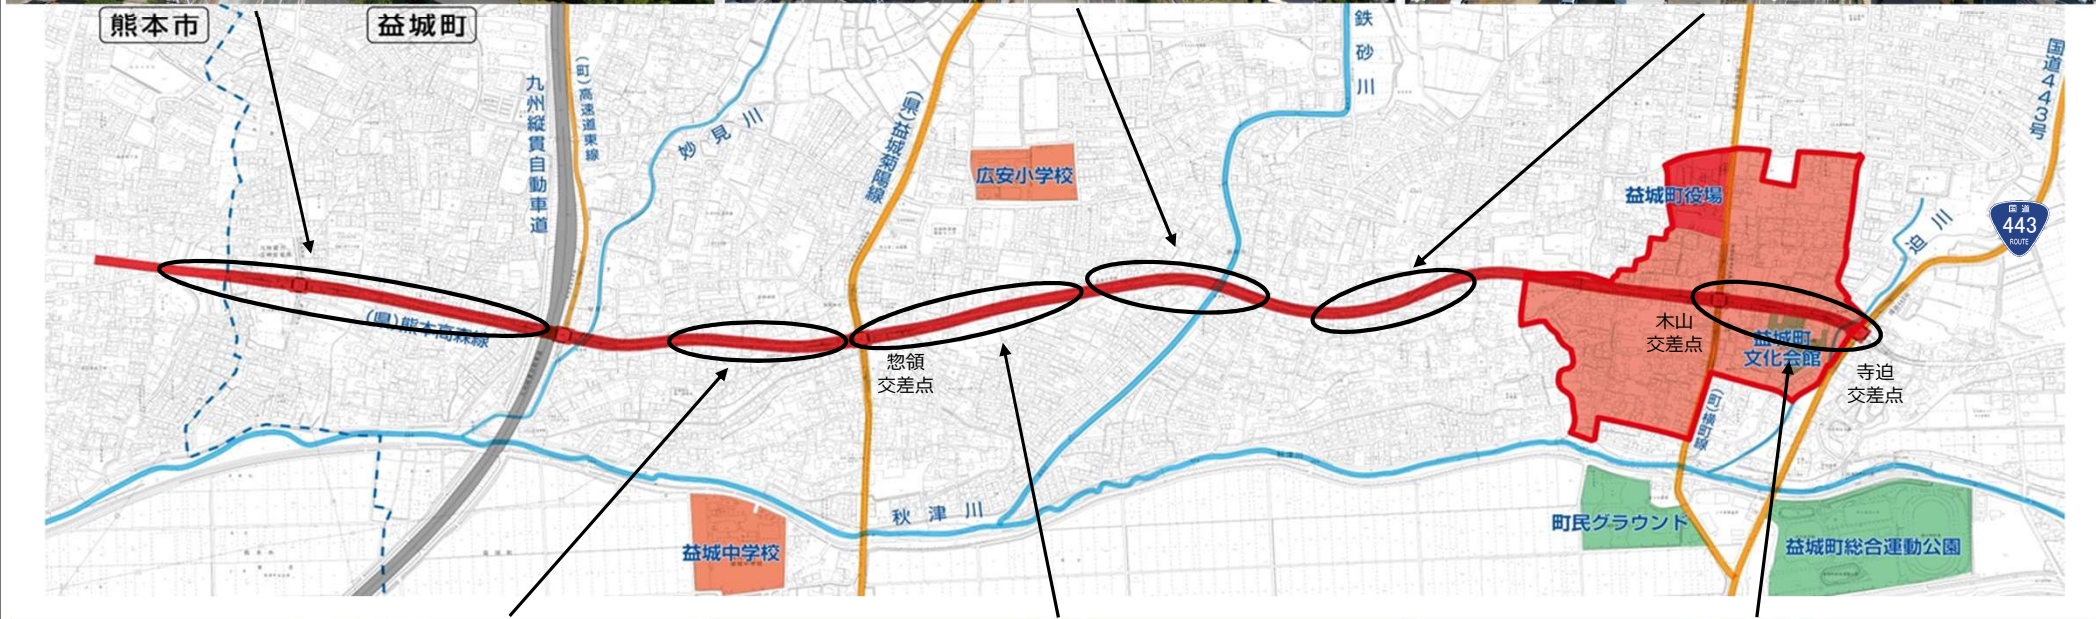 熊本市
益城町
九州縦貫自動車道
(町)高速道東線
妙見川
(県)益城菊陽線
広安小学校
鉄砂川
益城町役場
国道443号
国道
443
ROUTE
迫川
(県)熊本高森線
惣領
交差点
木山
交差点
益城町
文化会館
寺迫
交差点
(町)横町線
秋津川
益城中学校
町民グラウンド
益城町総合運動公園